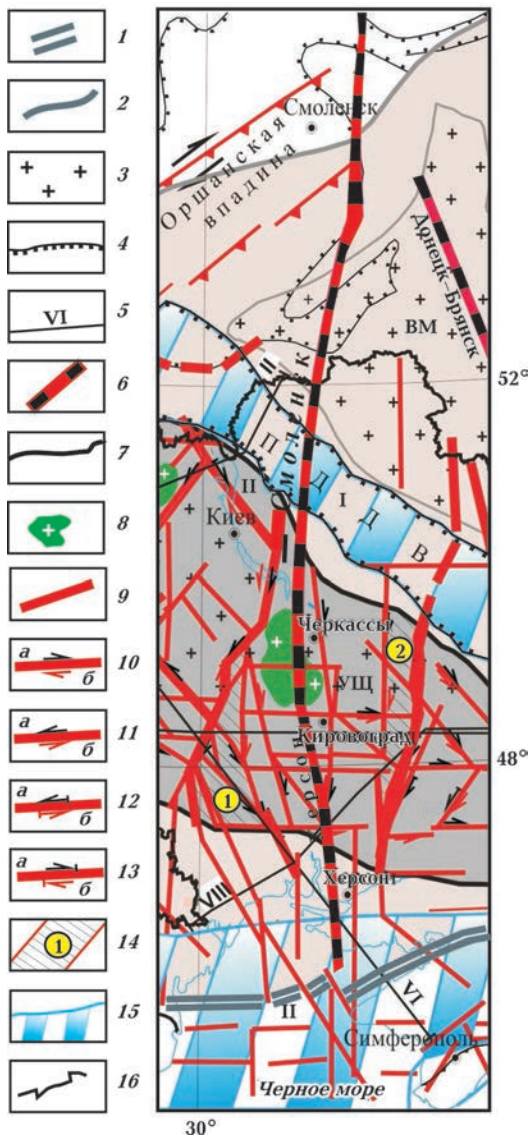 1
2
3
4
VI
5
6
7
8
9
а
б
10
а
б
11
а
б
12
а
б
13
1
14
15
16
Смоленск
Оршанская
впадина
Донецк–Брянск
ВМ
52°
III
Смоленск
П
Д
І
Д
В
II
Киев
Черкассы
2
УЩ
Кировоград
48°
1
Херсон
VIII
Херсон
VI
II
Симферополь
Черное море
30°